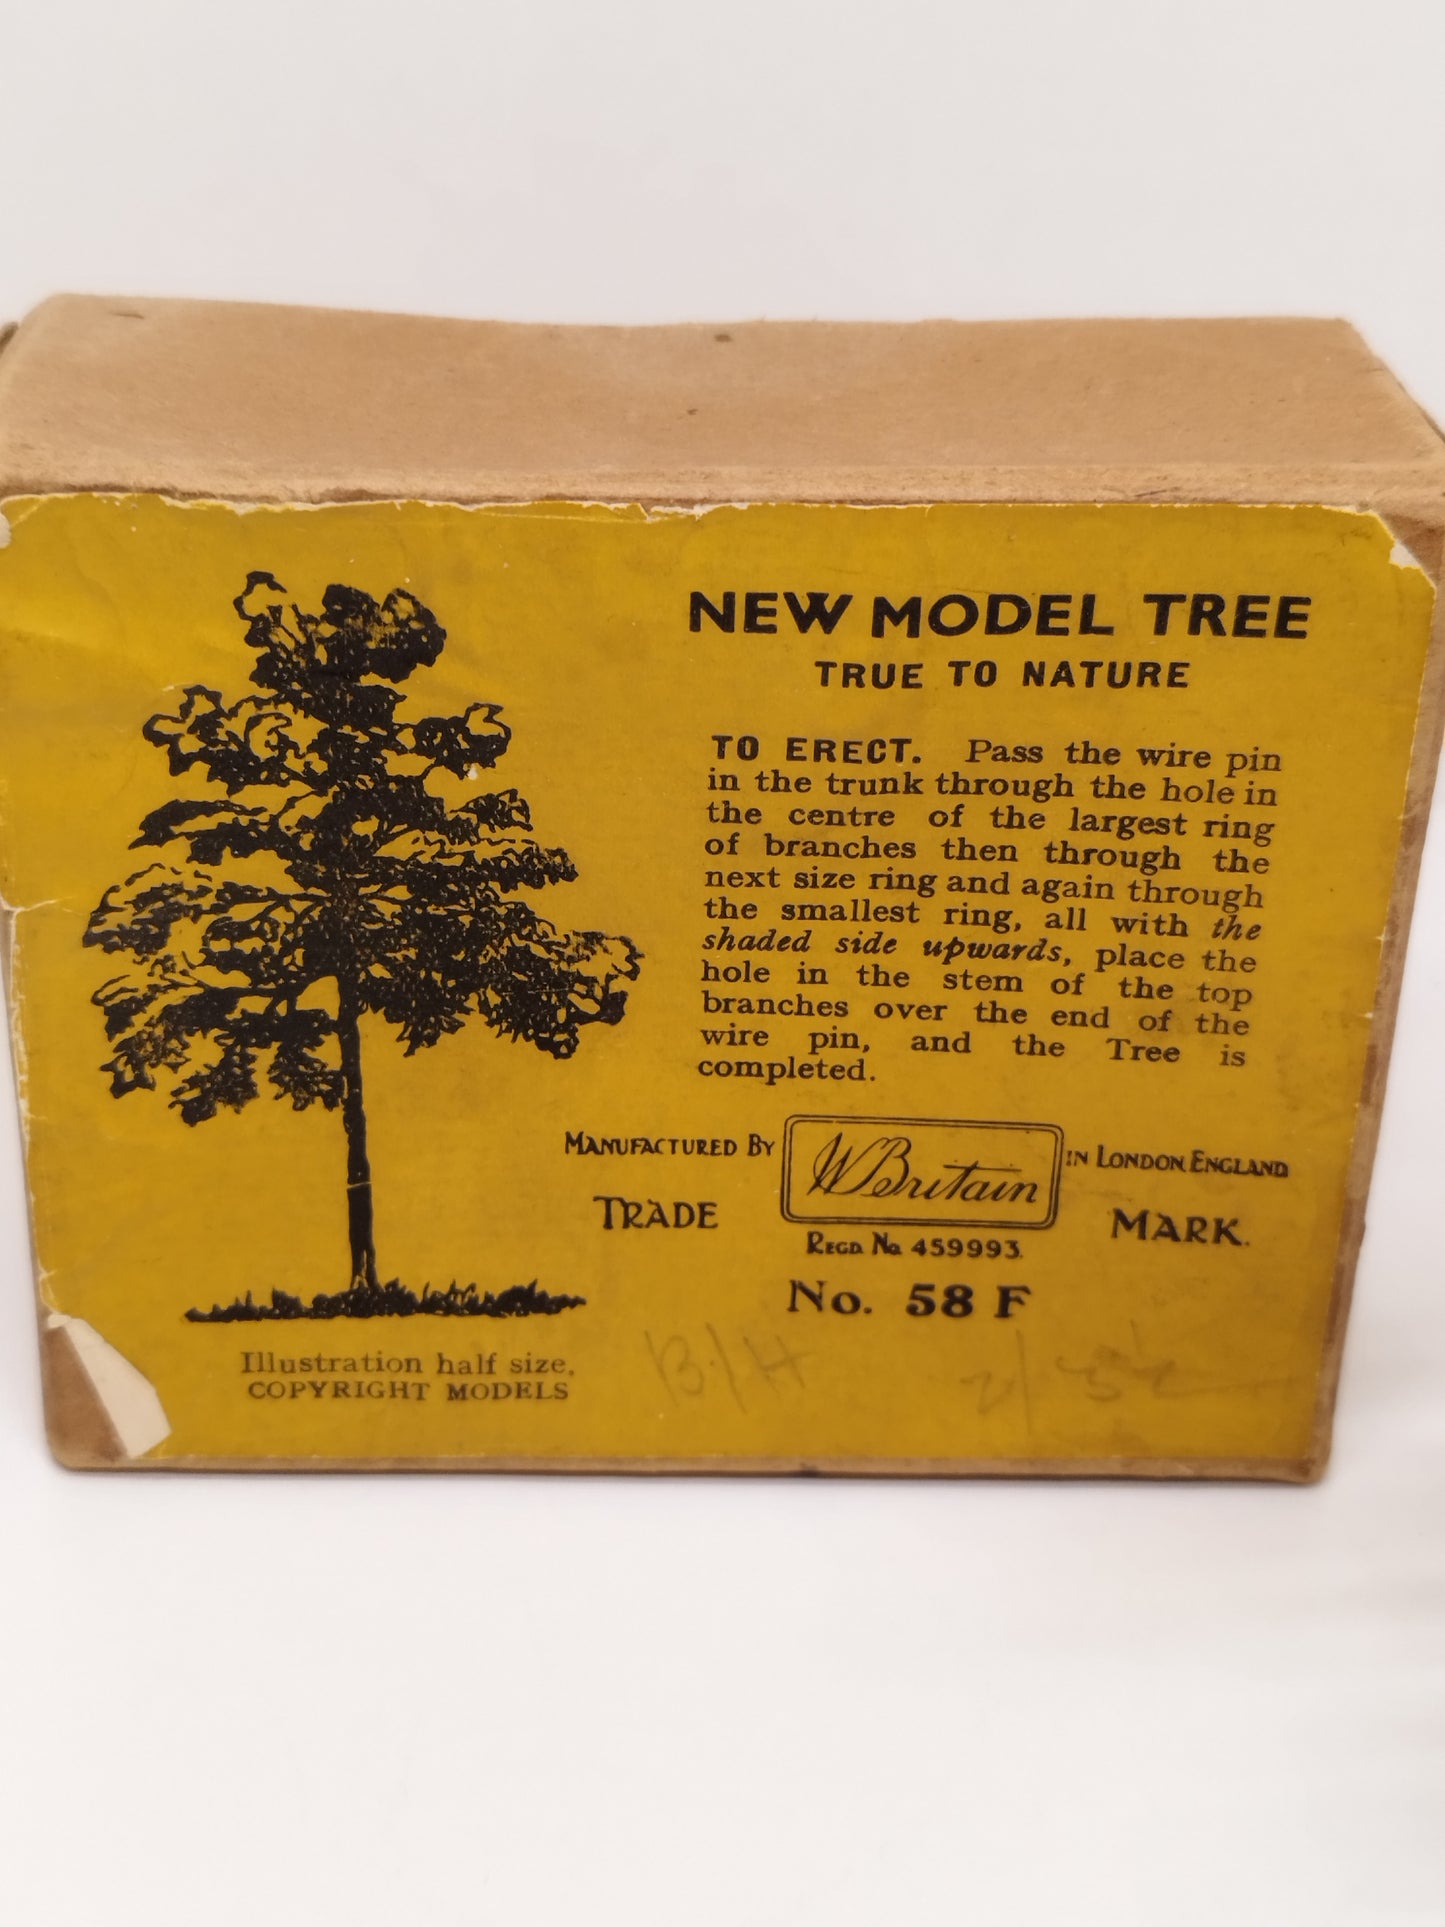 NEW MODEL TREE
TRUE TO NATURE
TO ERECT. Pass the wire pin
in the trunk through the hole in
the centre of the largest ring
of branches then through the
next size ring and again through
the smallest ring, all with the
shaded side upwards, place the
hole in the stem of the top
branches over the end of the
wire pin, and the Tree is
completed.
MANUFACTURED BY W Britain IN LONDON ENGLAND
TRADE MARK.
REGD. No. 459993.
No. 58 F
Illustration half size.
COPYRIGHT MODELS
B/H